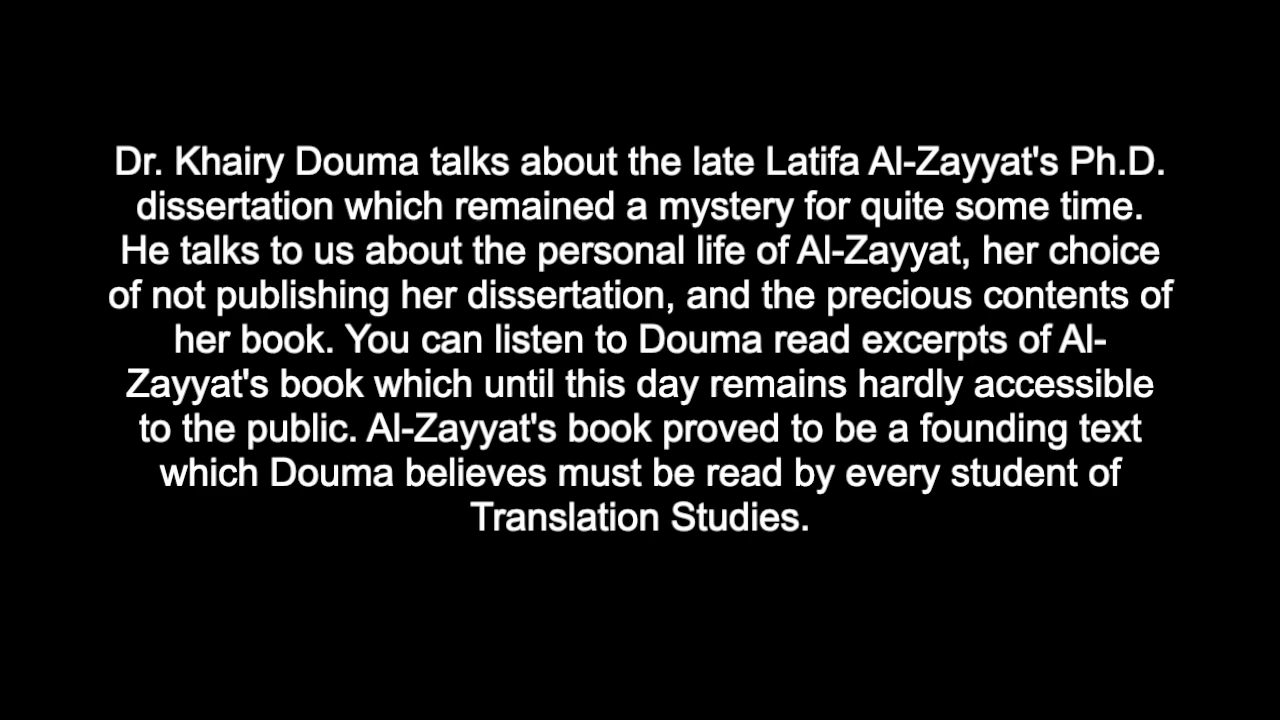 Dr. Khairy Douma talks about the late Latifa Al-Zayyat's Ph.D.
dissertation which remained a mystery for quite some time.
He talks to us about the personal life of Al-Zayyat, her choice
of not publishing her dissertation, and the precious contents of
her book. You can listen to Douma read excerpts of Al-
Zayyat's book which until this day remains hardly accessible
to the public. Al-Zayyat's book proved to be a founding text
which Douma believes must be read by every student of
Translation Studies.